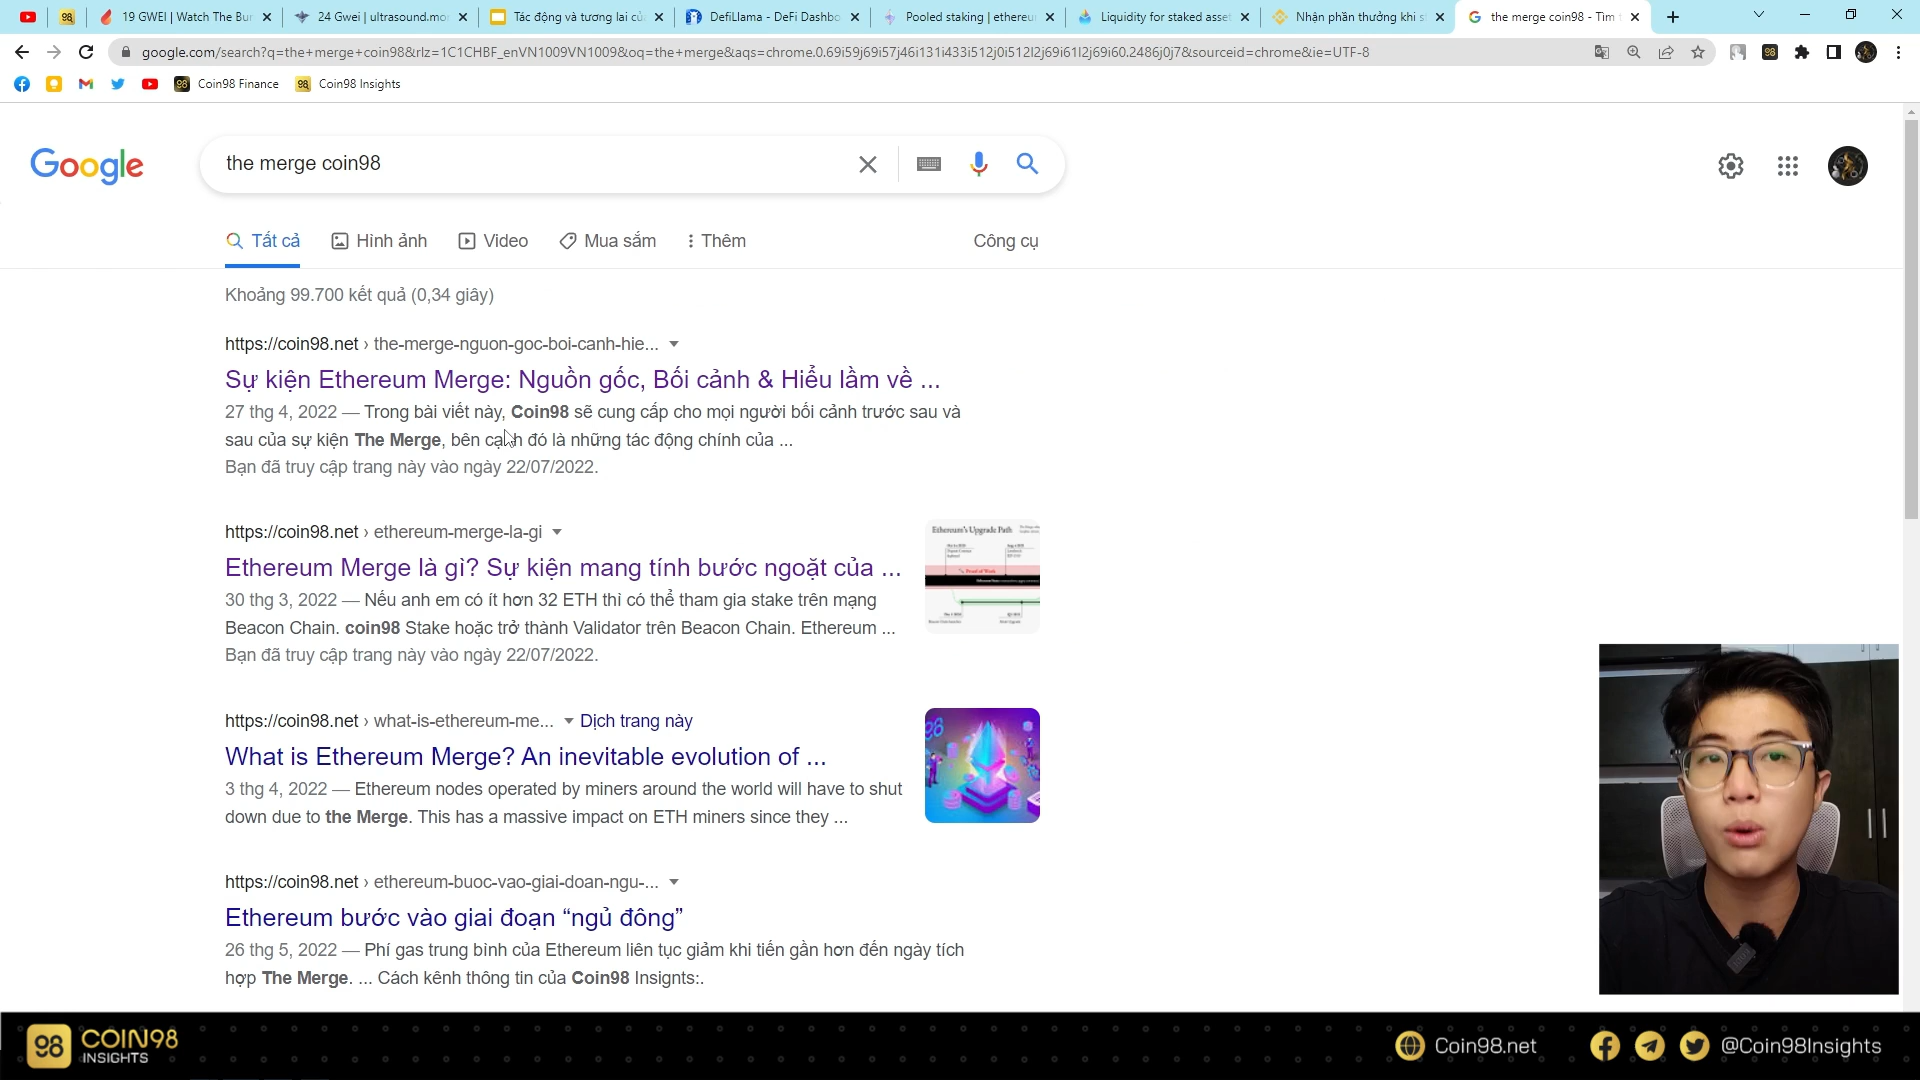 19 GWEI | Watch The Bur
24 Gwei | ultrasound.mo
Tác động và tương lai củ
DefiLlama - DeFi Dashbo
Pooled staking | ethereu
Liquidity for staked asset
Nhận phần thưởng khi s
the merge coin98 - Tìm t
google.com/search?q=the+merge+coin98&rlz=1C1CHBF_enVN1009VN1009&oq=the+merge&aqs=chrome.0.69i59j69i57j46i131i433i512j0i512l2j69i61l2j69i60.2486j0j7&sourceid=chrome&ie=UTF-8
Coin98 Finance
Coin98 Insights
Google
the merge coin98
Tất cả
Hình ảnh
Video
Mua sắm
Thêm
Công cụ
Khoảng 99.700 kết quả (0,34 giây)
https://coin98.net › the-merge-nguon-goc-boi-canh-hie...
Sự kiện Ethereum Merge: Nguồn gốc, Bối cảnh & Hiểu lầm về ...
27 thg 4, 2022 — Trong bài viết này, Coin98 sẽ cung cấp cho mọi người bối cảnh trước sau và
sau của sự kiện The Merge, bên cạnh đó là những tác động chính của ...
Bạn đã truy cập trang này vào ngày 22/07/2022.
https://coin98.net › ethereum-merge-la-gi
Ethereum Merge là gì? Sự kiện mang tính bước ngoặt của ...
30 thg 3, 2022 — Nếu anh em có ít hơn 32 ETH thì có thể tham gia stake trên mạng
Beacon Chain. coin98 Stake hoặc trở thành Validator trên Beacon Chain. Ethereum ...
Bạn đã truy cập trang này vào ngày 22/07/2022.
Ethereum's Upgrade Path
Proof of Work
https://coin98.net › what-is-ethereum-me...
Dịch trang này
What is Ethereum Merge? An inevitable evolution of ...
3 thg 4, 2022 — Ethereum nodes operated by miners around the world will have to shut
down due to the Merge. This has a massive impact on ETH miners since they ...
98
https://coin98.net › ethereum-buoc-vao-giai-doan-ngu-...
Ethereum bước vào giai đoạn “ngủ đông”
26 thg 5, 2022 — Phí gas trung bình của Ethereum liên tục giảm khi tiến gần hơn đến ngày tích
hợp The Merge. ... Cách kênh thông tin của Coin98 Insignts:.
98
COIN98
INSIGHTS
Coin98.net
@Coin98Insights